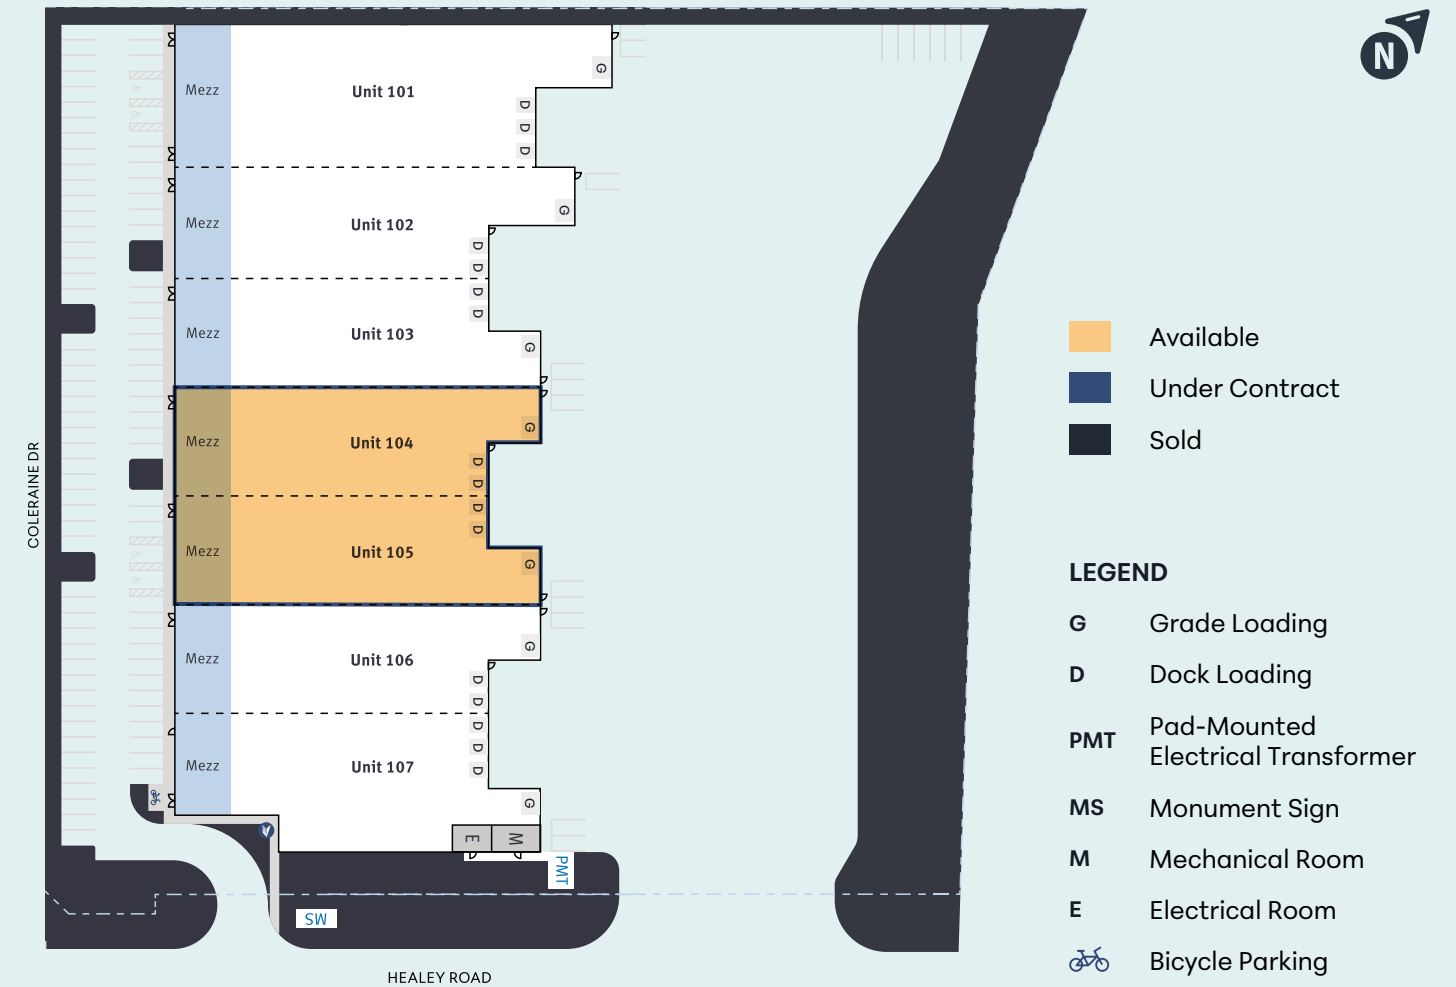 N
Mezz
Unit 101
G
D
D
D
Mezz
Unit 102
G
D
D
Mezz
Unit 103
D
D
G
Mezz
Unit 104
G
D
D
Mezz
Unit 105
D
D
G
Mezz
Unit 106
G
D
D
Mezz
Unit 107
D
D
D
G
E
M
PMT
MS
COLERAINE DR
HEALEY ROAD
Available
Under Contract
Sold
LEGEND
G Grade Loading
D Dock Loading
PMT Pad-Mounted
Electrical Transformer
MS Monument Sign
M Mechanical Room
E Electrical Room
Bicycle Parking